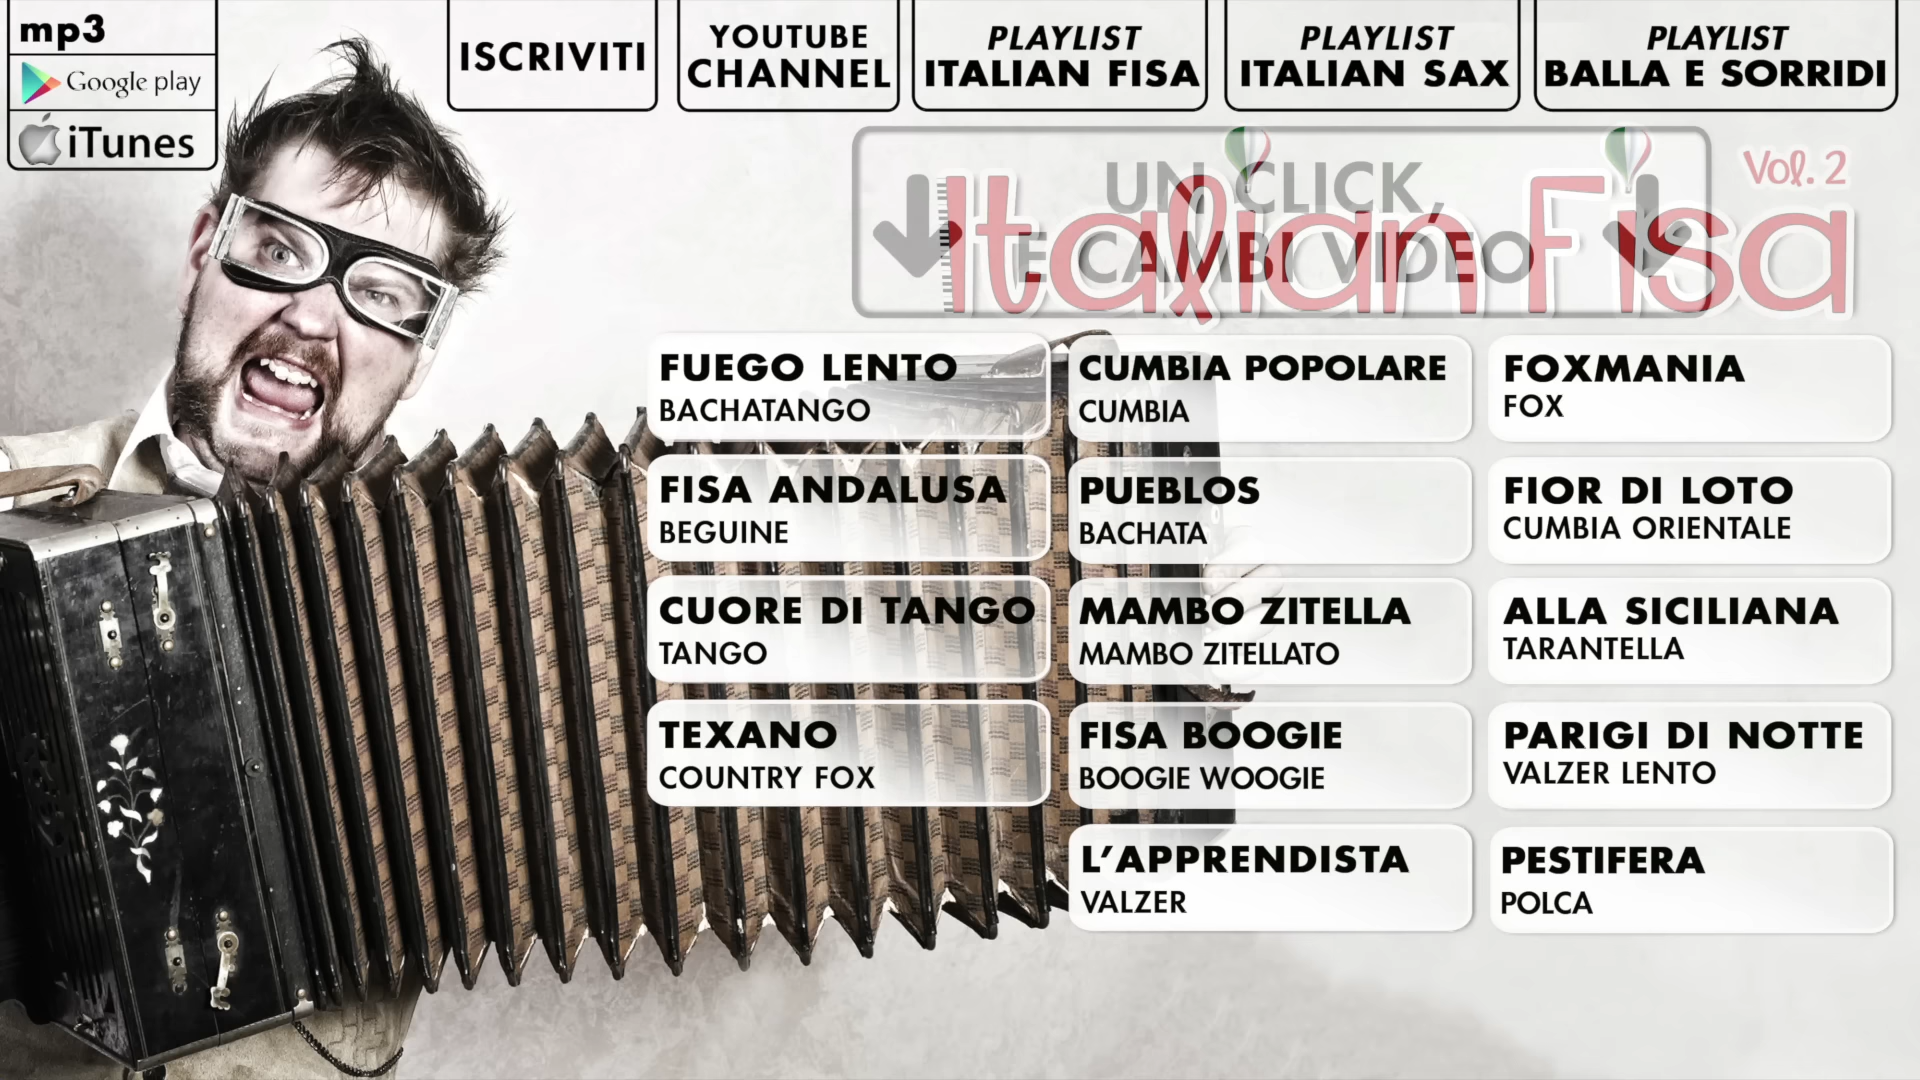 mp3
Google play
iTunes
ISCRIVITI
YOUTUBE
CHANNEL
PLAYLIST
ITALIAN FISA
PLAYLIST
ITALIAN SAX
PLAYLIST
BALLA E SORRIDI
UN CLICK,
E CAMBI VIDEO
Italian Fisa
Vol. 2
FUEGO LENTO
BACHATANGO
FISA ANDALUSA
BEGUINE
CUORE DI TANGO
TANGO
TEXANO
COUNTRY FOX
CUMBIA POPOLARE
CUMBIA
PUEBLOS
BACHATA
MAMBO ZITELLA
MAMBO ZITELLATO
FISA BOOGIE
BOOGIE WOOGIE
L'APPRENDISTA
VALZER
FOXMANIA
FOX
FIOR DI LOTO
CUMBIA ORIENTALE
ALLA SICILIANA
TARANTELLA
PARIGI DI NOTTE
VALZER LENTO
PESTIFERA
POLCA